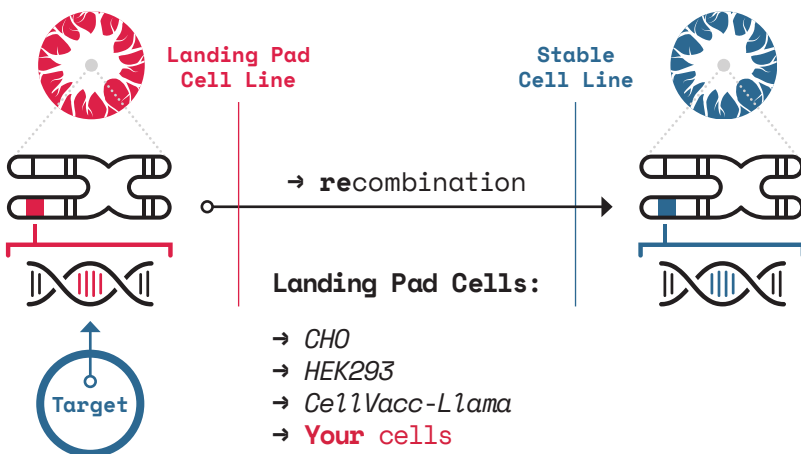 Landing Pad
Cell Line
Stable
Cell Line
→ recombination
Landing Pad Cells:
→ CHO
→ HEK293
→ CellVacc-Llama
→ Your cells
Target